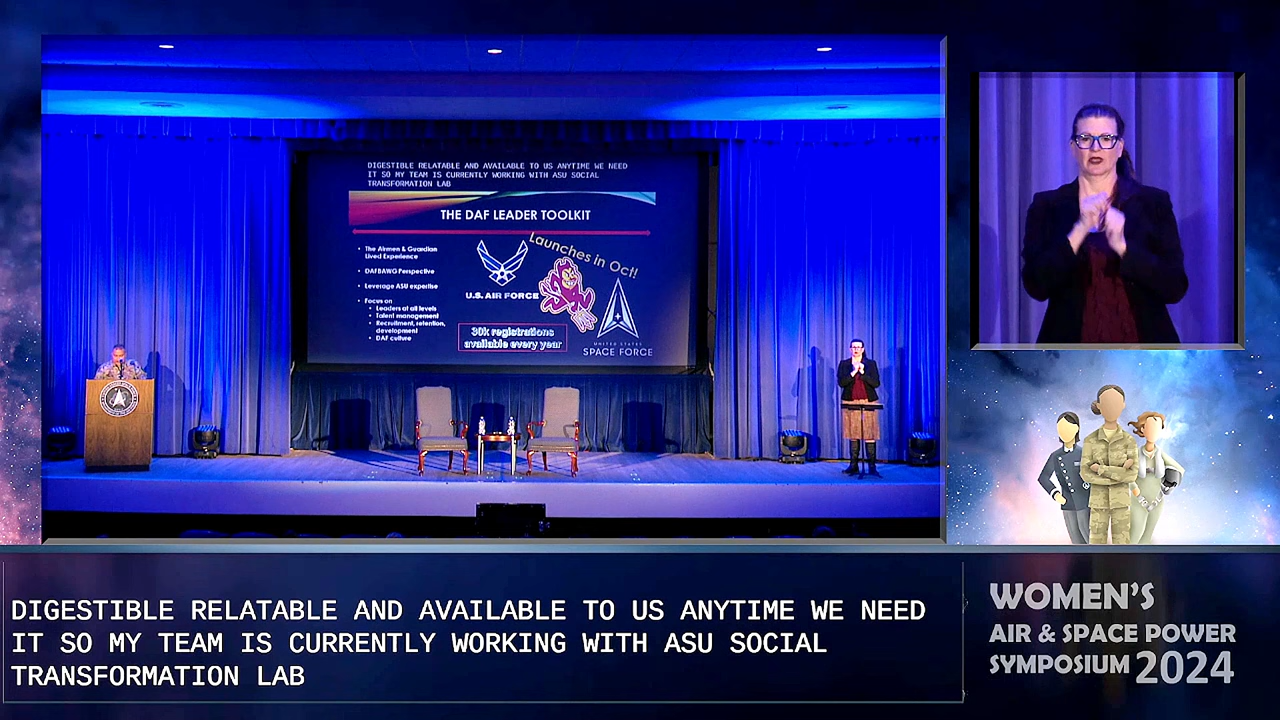 DIGESTIBLE RELATABLE AND AVAILABLE TO US ANYTIME WE NEED
IT SO MY TEAM IS CURRENTLY WORKING WITH ASU SOCIAL
TRANSFORMATION LAB
THE DAF LEADER TOOLKIT
• The Airmen & Guardian
Lived Experience
• DAFBAWG Perspective
• Leverage ASU expertise
• Focus on
• Leaders at all levels
• Talent management
• Recruitment, retention,
development
• DAF culture
Launches in Oct!
U.S. AIR FORCE
30k registrations
available every year
UNITED STATES
SPACE FORCE
DIGESTIBLE RELATABLE AND AVAILABLE TO US ANYTIME WE NEED
IT SO MY TEAM IS CURRENTLY WORKING WITH ASU SOCIAL
TRANSFORMATION LAB
WOMEN'S
AIR & SPACE POWER
SYMPOSIUM 2024